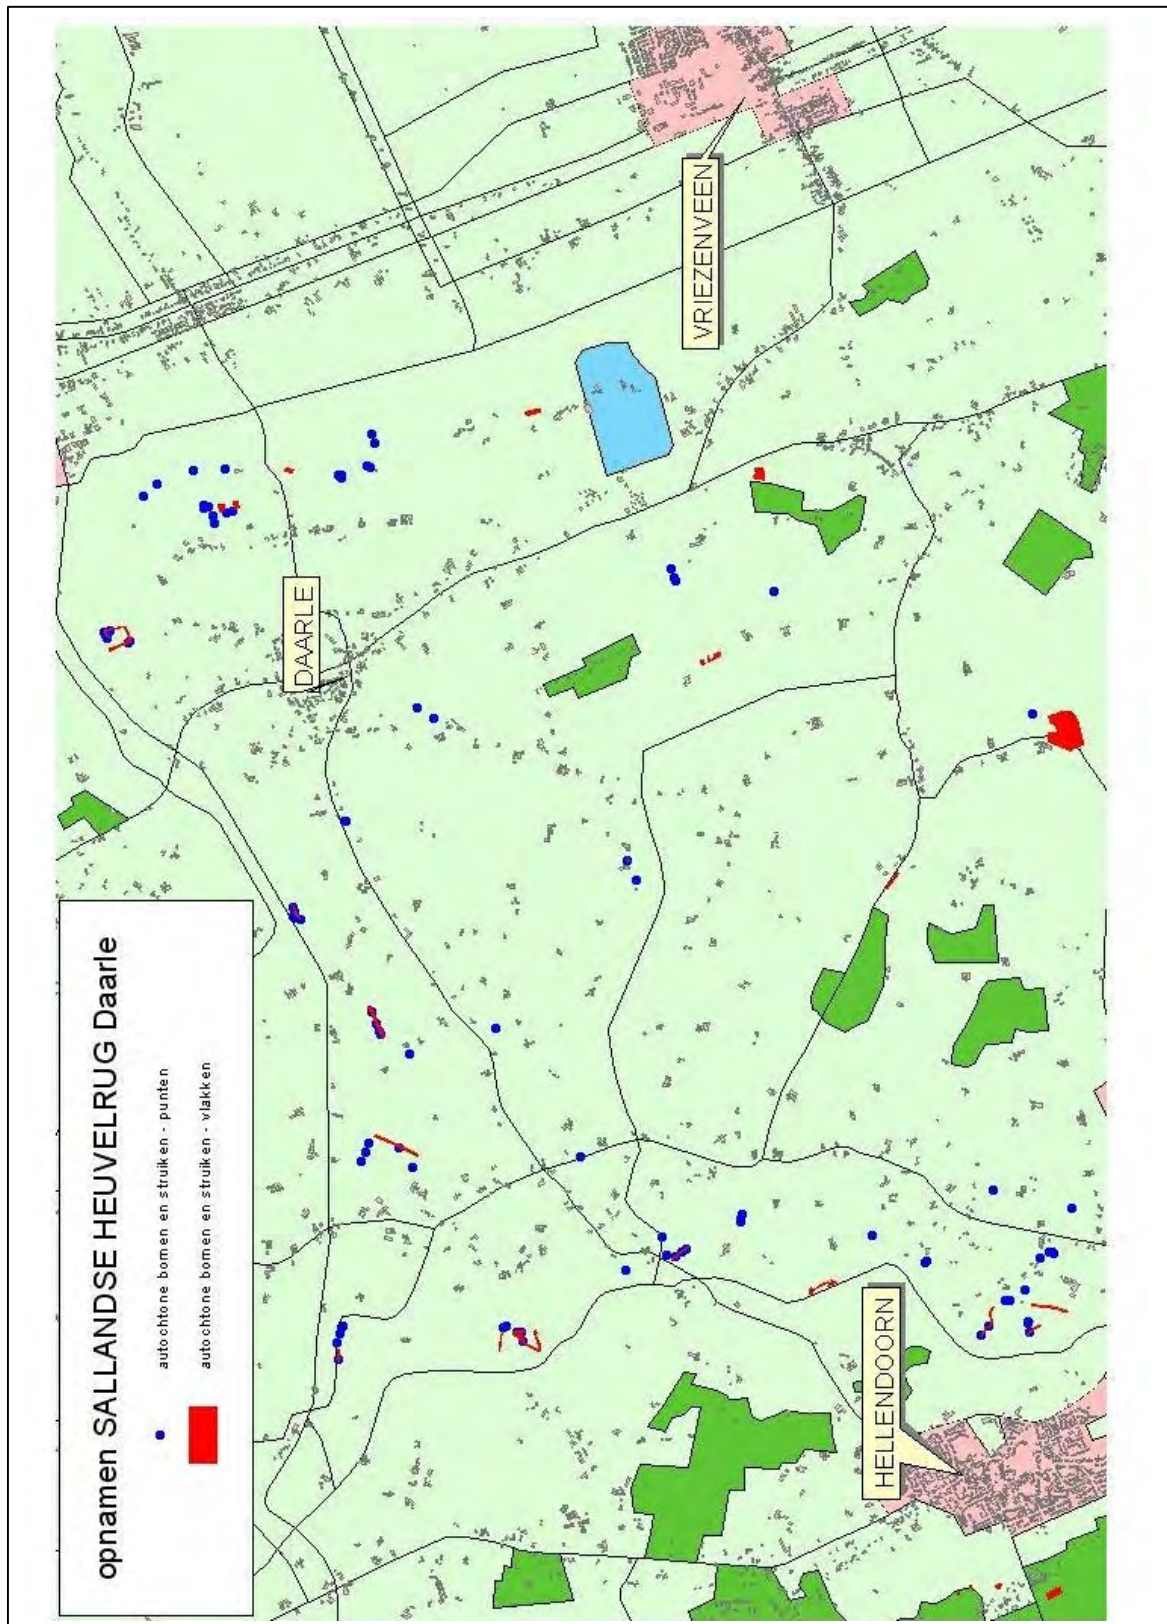 opnamen SALLANDSE HEUVELRUG Daarle
autochtone bomen en struiken - punten
autochtone bomen en struiken - vlakken
HELLENDOORN
DAARLE
VRIEZENVEEN